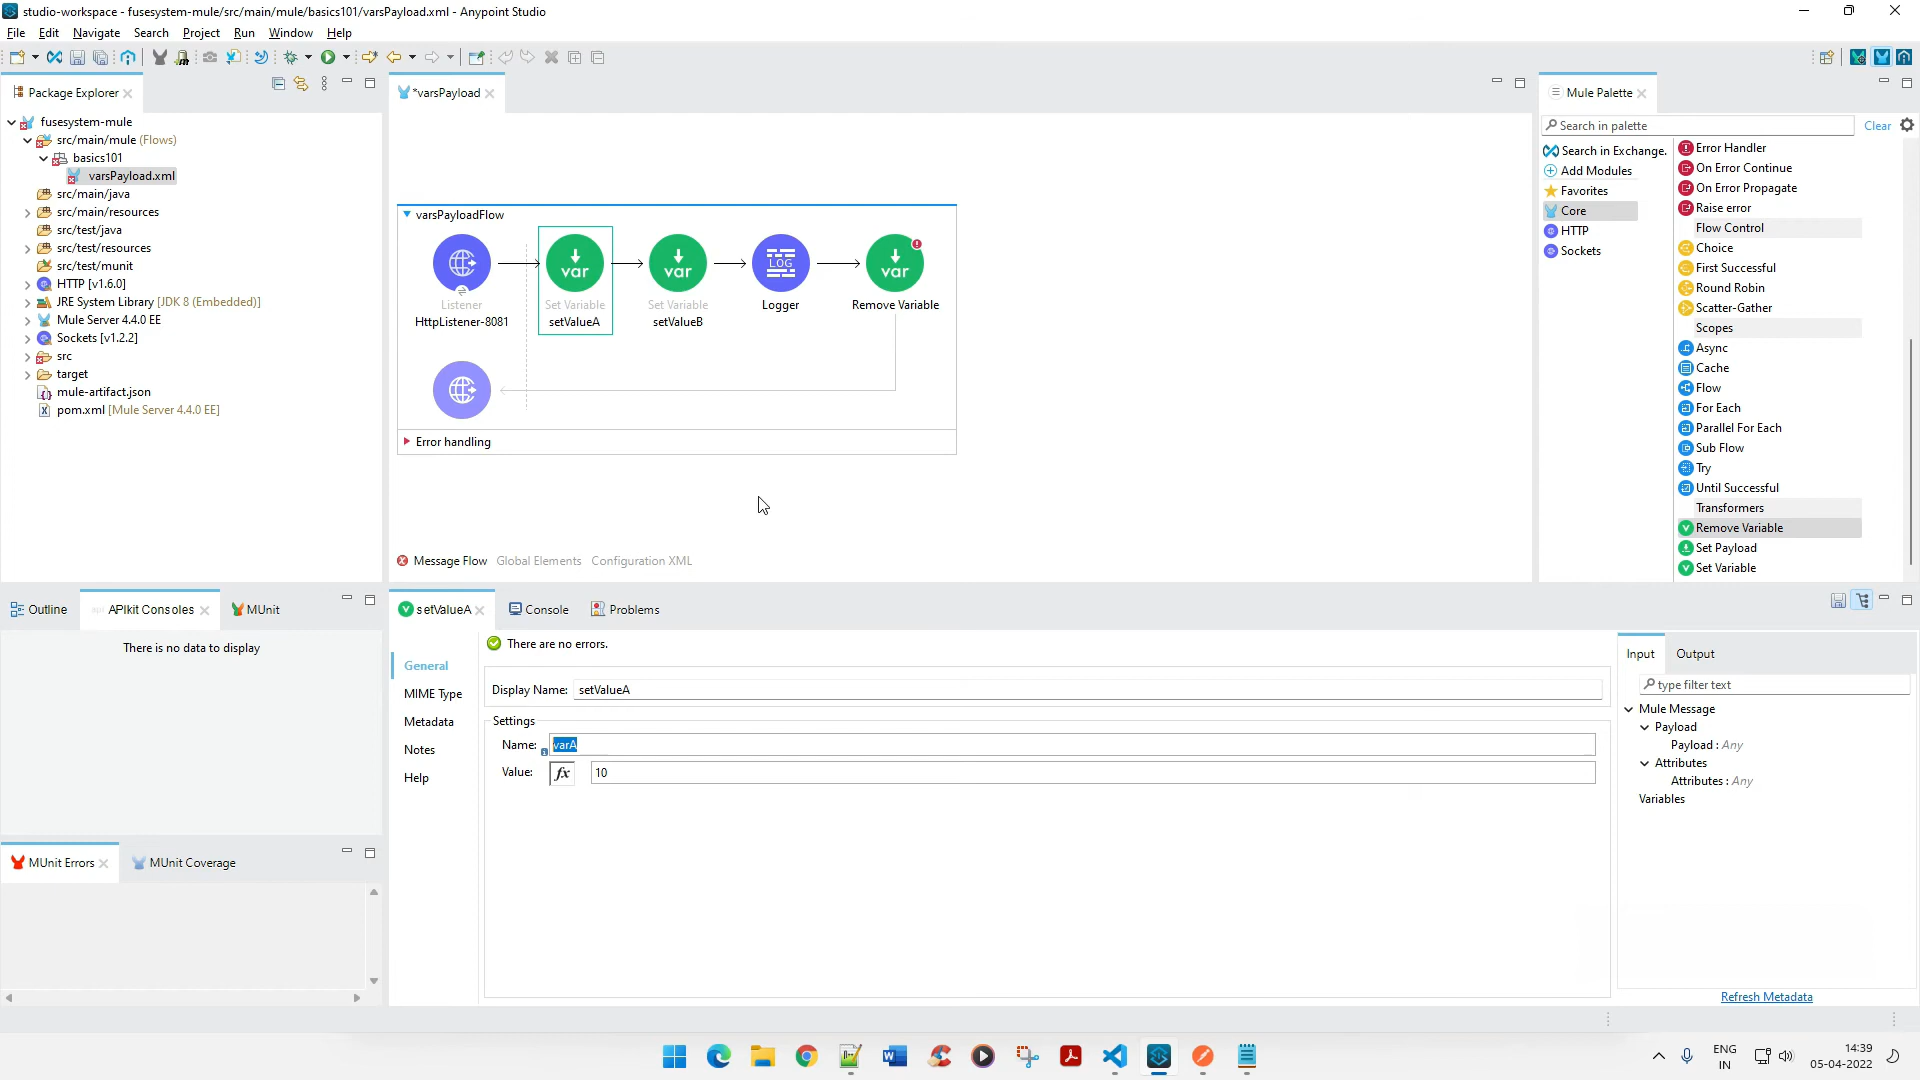 studio-workspace - fusesystem-mule/src/main/mule/basics101/varsPayload.xml - Anypoint Studio
File Edit Navigate Search Project Run Window Help
Package Explorer
fusesystem-mule
src/main/mule (Flows)
basics101
varsPayload.xml
src/main/java
src/main/resources
src/test/java
src/test/resources
src/test/munit
HTTP [v1.6.0]
JRE System Library [JDK 8 (Embedded)]
Mule Server 4.4.0 EE
Sockets [v1.2.2]
src
target
mule-artifact.json
pom.xml [Mule Server 4.4.0 EE]
*varsPayload
varsPayloadFlow
var var LOG var
Listener Set Variable Set Variable Logger Remove Variable
HttpListener-8081 setValueA setValueB
Error handling
Message Flow Global Elements Configuration XML
Mule Palette
Search in palette Clear
Search in Exchange.
Add Modules
Favorites
Core
HTTP
Sockets
Error Handler
On Error Continue
On Error Propagate
Raise error
Flow Control
Choice
First Successful
Round Robin
Scatter-Gather
Scopes
Async
Cache
Flow
For Each
Parallel For Each
Sub Flow
Try
Until Successful
Transformers
Remove Variable
Set Payload
Set Variable
Outline APIkit Consoles MUnit
There is no data to display
MUnit Errors MUnit Coverage
setValueA Console Problems
There are no errors.
General
MIME Type
Metadata
Notes
Help
Display Name: setValueA
Settings
Name: varA
Value: fx 10
Input Output
type filter text
Mule Message
Payload
Payload : Any
Attributes
Attributes : Any
Variables
Refresh Metadata
ENG
IN
14:39
05-04-2022